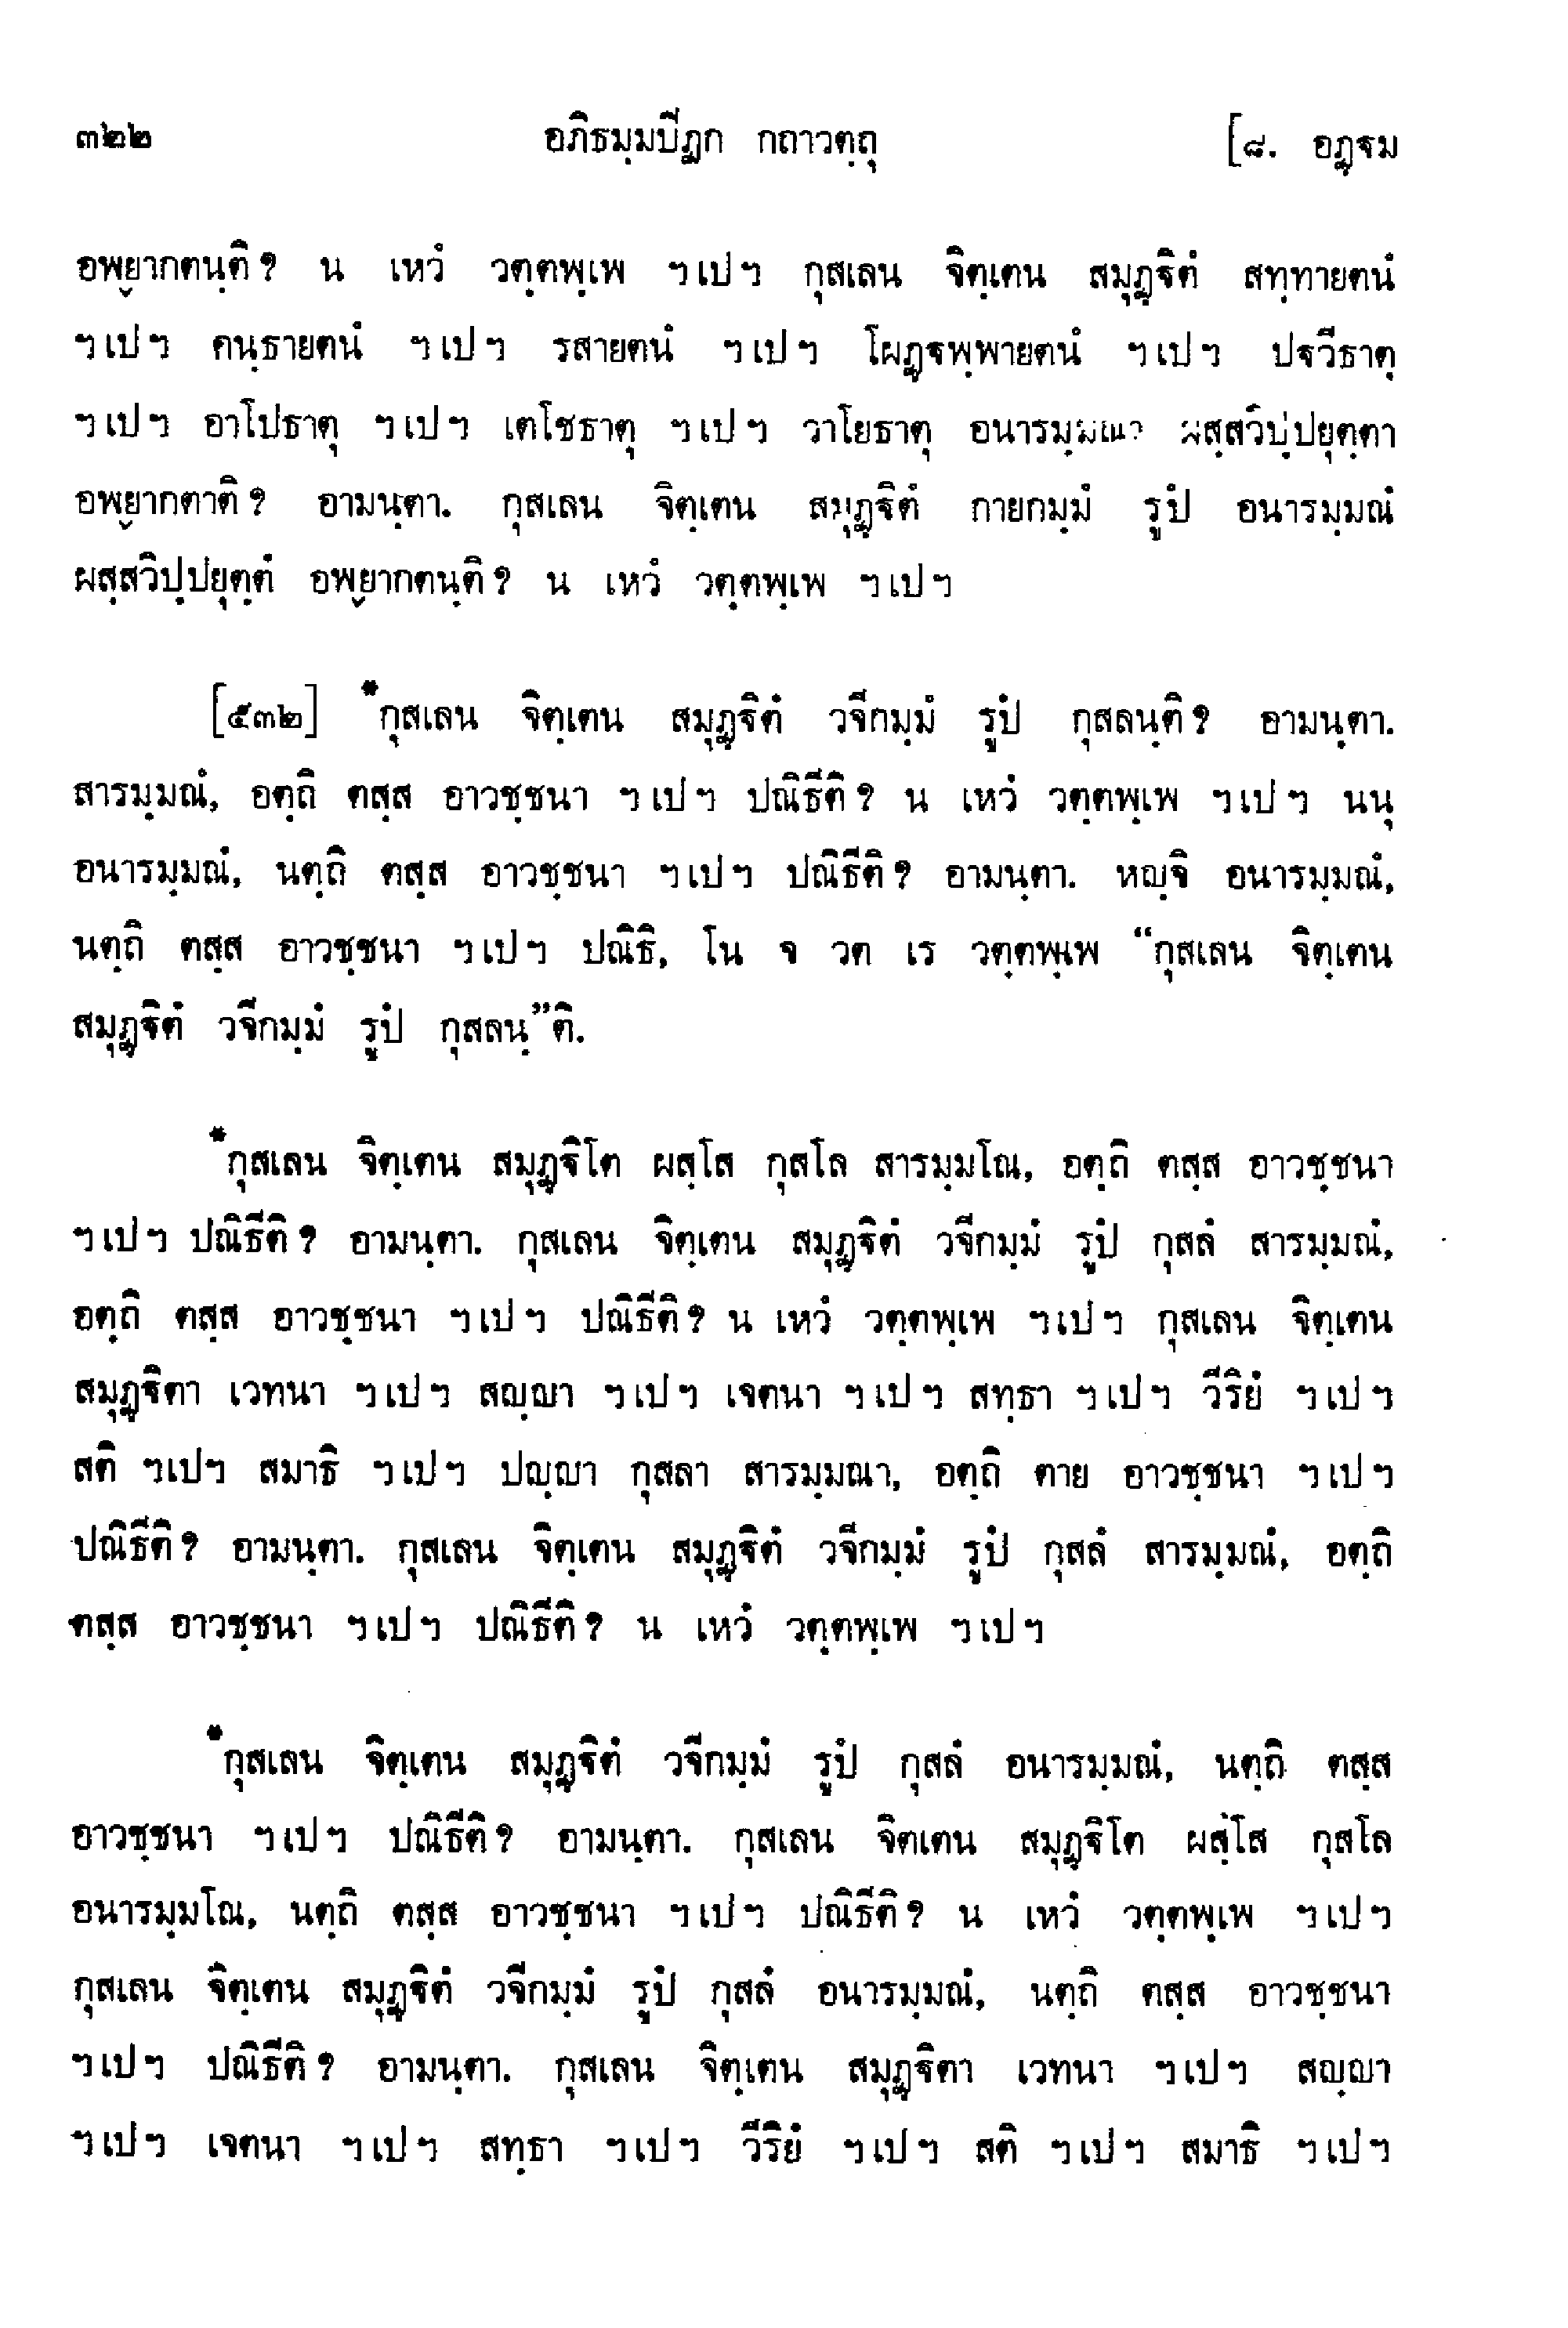 ๓๒๒ อภิธมฺมปีฏก กถาวตฺถุ [๘. อฏฺฐม
อพฺยากตนฺติ? น เหวํ วตฺตพฺเพ ฯเปฯ กุสเลน จิตฺเตน สมุฏฺฐิตํ สทฺทายตนํ
ฯเปฯ คนฺธายตนํ ฯเปฯ รสายตนํ ฯเปฯ โผฏฺฐพฺพายตนํ ฯเปฯ ปฐวีธาตุ
ฯเปฯ อาโปธาตุ ฯเปฯ เตโชธาตุ ฯเปฯ วาโยธาตุ อนารมฺมณา ผสฺสวิปฺปยุตฺตา
อพฺยากตาติ? อามนฺตา. กุสเลน จิตฺเตน สมุฏฺฐิตํ กายกมฺมํ รูปํ อนารมฺมณํ
ผสฺสวิปฺปยุตฺตํ อพฺยากตนฺติ? น เหวํ วตฺตพฺเพ ฯเปฯ
[๕๓๒] *กุสเลน จิตฺเตน สมุฏฺฐิตํ วจีกมฺมํ รูปํ กุสลนฺติ? อามนฺตา.
สารมฺมณํ, อตฺถิ ตสฺส อาวชฺชนา ฯเปฯ ปณิธีติ? น เหวํ วตฺตพฺเพ ฯเปฯ นนุ
อนารมฺมณํ, นตฺถิ ตสฺส อาวชฺชนา ฯเปฯ ปณิธีติ? อามนฺตา. หญฺจิ อนารมฺมณํ,
นตฺถิ ตสฺส อาวชฺชนา ฯเปฯ ปณิธิ, โน จ วต เร วตฺตพฺเพ “กุสเลน จิตฺเตน
สมุฏฺฐิตํ วจีกมฺมํ รูปํ กุสลนฺ”ติ.
*กุสเลน จิตฺเตน สมุฏฺฐิโต ผสฺโส กุสโล สารมฺมโณ, อตฺถิ ตสฺส อาวชฺชนา
ฯเปฯ ปณิธีติ? อามนฺตา. กุสเลน จิตฺเตน สมุฏฺฐิตํ วจีกมฺมํ รูปํ กุสลํ สารมฺมณํ,
อตฺถิ ตสฺส อาวชฺชนา ฯเปฯ ปณิธีติ? น เหวํ วตฺตพฺเพ ฯเปฯ กุสเลน จิตฺเตน
สมุฏฺฐิตา เวทนา ฯเปฯ สญฺญา ฯเปฯ เจตนา ฯเปฯ สทฺธา ฯเปฯ วีริยํ ฯเปฯ
สติ ฯเปฯ สมาธิ ฯเปฯ ปญฺญา กุสลา สารมฺมณา, อตฺถิ ตาย อาวชฺชนา ฯเปฯ
ปณิธีติ? อามนฺตา. กุสเลน จิตฺเตน สมุฏฺฐิตํ วจีกมฺมํ รูปํ กุสลํ สารมฺมณํ, อตฺถิ
ตสฺส อาวชฺชนา ฯเปฯ ปณิธีติ? น เหวํ วตฺตพฺเพ ฯเปฯ
*กุสเลน จิตฺเตน สมุฏฺฐิตํ วจีกมฺมํ รูปํ กุสลํ อนารมฺมณํ, นตฺถิ ตสฺส
อาวชฺชนา ฯเปฯ ปณิธีติ? อามนฺตา. กุสเลน จิตเตน สมุฏฺฐิโต ผสฺโส กุสโล
อนารมฺมโณ, นตฺถิ ตสฺส อาวชฺชนา ฯเปฯ ปณิธีติ? น เหวํ วตฺตพฺเพ ฯเปฯ
กุสเลน จิตฺเตน สมุฏฺฐิตํ วจีกมฺมํ รูปํ กุสลํ อนารมฺมณํ, นตฺถิ ตสฺส อาวชฺชนา
ฯเปฯ ปณิธีติ? อามนฺตา. กุสเลน จิตฺเตน สมุฏฺฐิตา เวทนา ฯเปฯ สญฺญา
ฯเปฯ เจตนา ฯเปฯ สทฺธา ฯเปฯ วีริยํ ฯเปฯ สติ ฯเปฯ สมาธิ ฯเปฯ